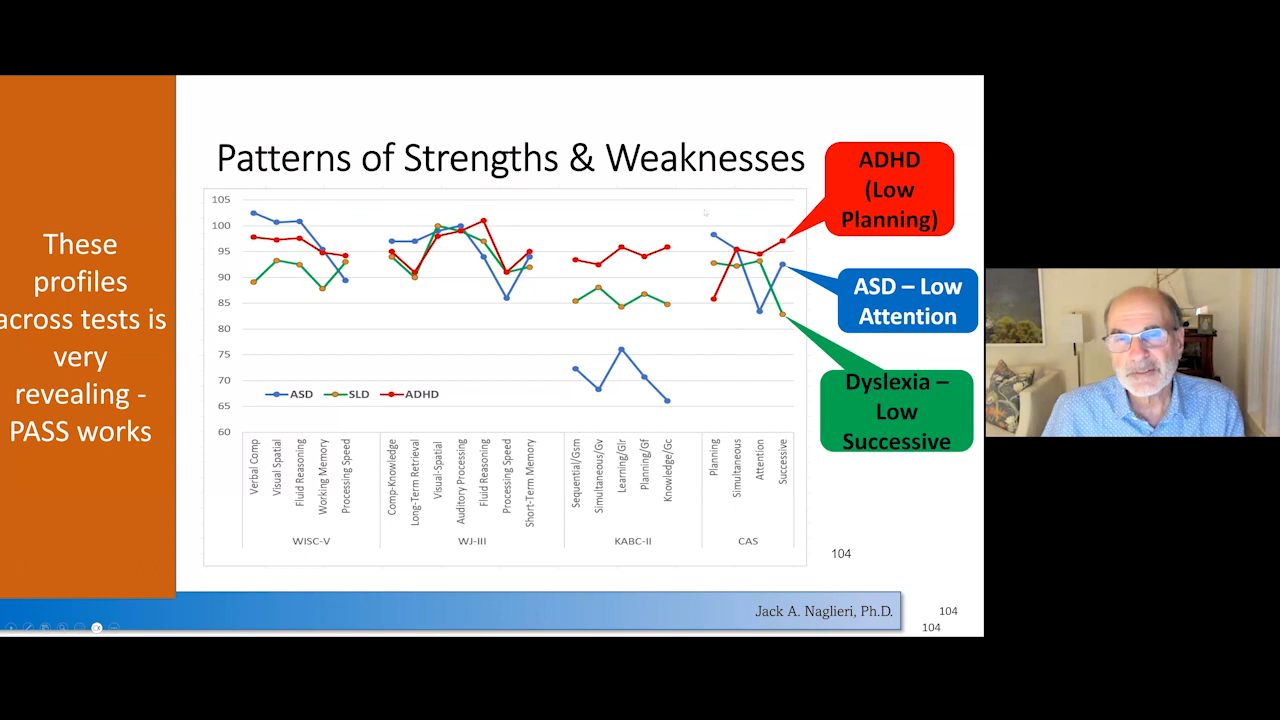 These
profiles
across tests is
very
revealing -
PASS works
Patterns of Strengths & Weaknesses
105
100
95
90
85
80
75
70
65
60
ASD
SLD
ADHD
Verbal Comp
Visual Spatial
Fluid Reasoning
Working Memory
Processing Speed
Comp-Knowledge
Long-Term Retrieval
Visual-Spatial
Auditory Processing
Fluid Reasoning
Processing Speed
Short-Term Memory
Sequential/Gsm
Simultaneous/Gv
Learning/Glr
Planning/Gf
Knowledge/Gc
Planning
Simultaneous
Attention
Successive
WISC-V
WJ-III
KABC-II
CAS
ADHD
(Low
Planning)
ASD – Low
Attention
Dyslexia –
Low
Successive
104
Jack A. Naglieri, Ph.D.
104
104